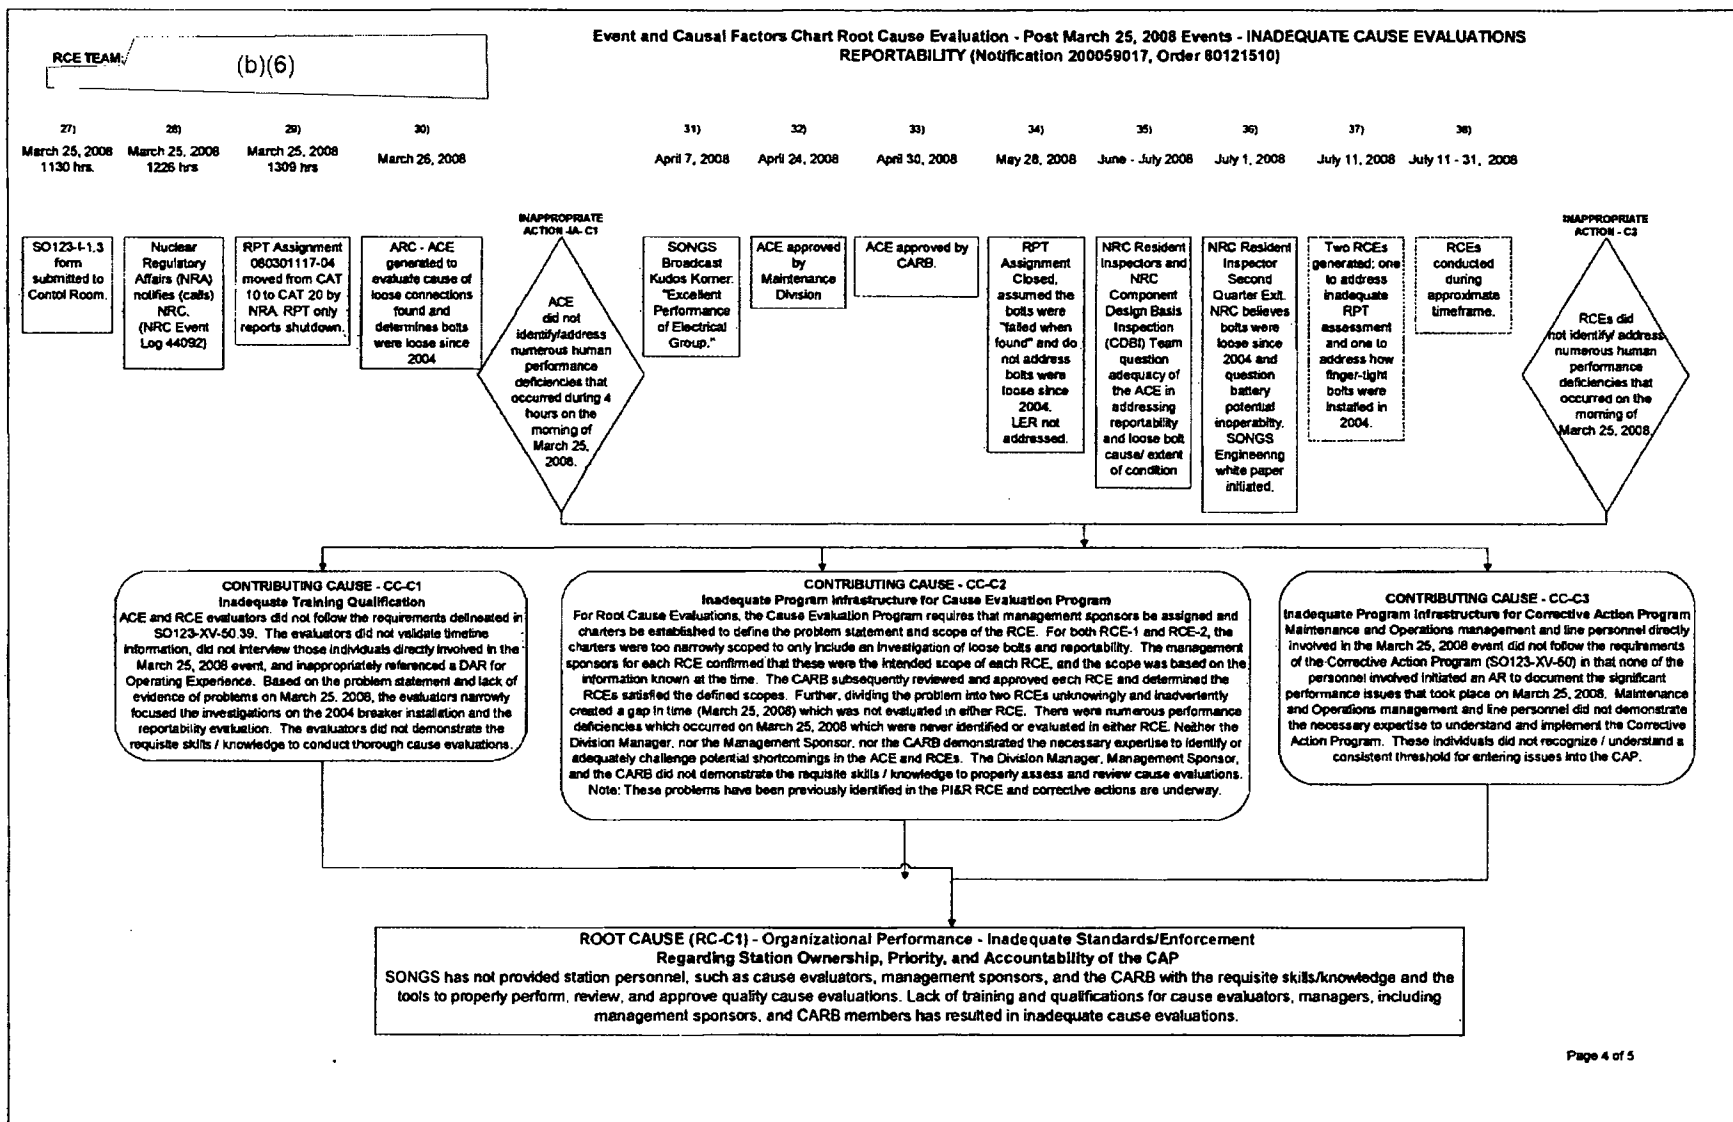 Event and Causal Factors Chart Root Cause Evaluation - Post March 25, 2008 Events - INADEQUATE CAUSE EVALUATIONS
REPORTABILITY (Notification 200059017, Order 80121510)
RCE TEAM:
(b)(6)
27)
March 25, 2008
1130 hrs.
SO123-I-1.3
form
submitted to
Contol Room.
28)
March 25, 2008
1226 hrs
Nuclear
Regulatory
Affairs (NRA)
notifies (calls)
NRC.
(NRC Event
Log 44092)
29)
March 25, 2008
1309 hrs
RPT Assignment
080301117-04
moved from CAT
10 to CAT 20 by
NRA. RPT only
reports shutdown.
30)
March 26, 2008
ARC - ACE
generated to
evaluate cause of
loose connections
found and
determines bolts
were loose since
2004
INAPPROPRIATE
ACTION -IA- C1
ACE
did not
identify/address
numerous human
performance
deficiencies that
occurred during 4
hours on the
morning of
March 25,
2008.
31)
April 7, 2008
SONGS
Broadcast
Kudos Korner:
"Excellent
Performance
of Electrical
Group."
32)
April 24, 2008
ACE approved
by
Maintenance
Division
33)
April 30, 2008
ACE approved by
CARB.
34)
May 28, 2008
RPT
Assignment
Closed,
assumed the
bolts were
"failed when
found" and do
not address
bolts were
loose since
2004.
LER not
addressed.
35)
June - July 2008
NRC Resident
Inspectors and
NRC
Component
Design Basis
Inspection
(CDBI) Team
question
adequacy of
the ACE in
addressing
reportability
and loose bolt
cause/ extent
of condition
36)
July 1, 2008
NRC Resident
Inspector
Second
Quarter Exit.
NRC believes
bolts were
loose since
2004 and
question
battery
potential
inoperability.
SONGS
Engineering
white paper
initiated.
37)
July 11, 2008
Two RCEs
generated; one
to address
inadequate
RPT
assessment
and one to
address how
finger-tight
bolts were
installed in
2004.
38)
July 11 - 31, 2008
RCEs
conducted
during
approximate
timeframe.
INAPPROPRIATE
ACTION - C2
RCEs did
not identify/ address
numerous human
performance
deficiencies that
occurred on the
morning of
March 25, 2008.
CONTRIBUTING CAUSE - CC-C1
Inadequate Training Qualification
ACE and RCE evaluators did not follow the requirements delineated in
SO123-XV-50.39. The evaluators did not validate timeline
information, did not interview those individuals directly involved in the
March 25, 2008 event, and inappropriately referenced a DAR for
Operating Experience. Based on the problem statement and lack of
evidence of problems on March 25, 2008, the evaluators narrowly
focused the investigations on the 2004 breaker installation and the
reportability evaluation. The evaluators did not demonstrate the
requisite skills / knowledge to conduct thorough cause evaluations.
CONTRIBUTING CAUSE - CC-C2
Inadequate Program Infrastructure for Cause Evaluation Program
For Root Cause Evaluations, the Cause Evaluation Program requires that management sponsors be assigned and
charters be established to define the problem statement and scope of the RCE. For both RCE-1 and RCE-2, the
charters were too narrowly scoped to only include an investigation of loose bolts and reportability. The management
sponsors for each RCE confirmed that these were the intended scope of each RCE, and the scope was based on the
information known at the time. The CARB subsequently reviewed and approved each RCE and determined the
RCEs satisfied the defined scopes. Further, dividing the problem into two RCEs unknowingly and inadvertently
created a gap in time (March 25, 2008) which was not evaluated in either RCE. There were numerous performance
deficiencies which occurred on March 25, 2008 which were never identified or evaluated in either RCE. Neither the
Division Manager, nor the Management Sponsor, nor the CARB demonstrated the necessary expertise to identify or
adequately challenge potential shortcomings in the ACE and RCEs. The Division Manager, Management Sponsor,
and the CARB did not demonstrate the requisite skills / knowledge to properly assess and review cause evaluations.
Note: These problems have been previously identified in the PI&R RCE and corrective actions are underway.
CONTRIBUTING CAUSE - CC-C3
Inadequate Program Infrastructure for Corrective Action Program
Maintenance and Operations management and line personnel directly
involved in the March 25, 2008 event did not follow the requirements
of the Corrective Action Program (SO123-XV-50) in that none of the
personnel involved initiated an AR to document the significant
performance issues that took place on March 25, 2008. Maintenance
and Operations management and line personnel did not demonstrate
the necessary expertise to understand and implement the Corrective
Action Program. These individuals did not recognize / understand a
consistent threshold for entering issues into the CAP.
ROOT CAUSE (RC-C1) - Organizational Performance - Inadequate Standards/Enforcement
Regarding Station Ownership, Priority, and Accountability of the CAP
SONGS has not provided station personnel, such as cause evaluators, management sponsors, and the CARB with the requisite skills/knowledge and the
tools to properly perform, review, and approve quality cause evaluations. Lack of training and qualifications for cause evaluators, managers, including
management sponsors, and CARB members has resulted in inadequate cause evaluations.
Page 4 of 5